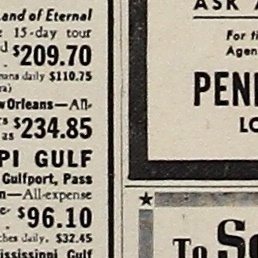 and of Eternal
15-day tour
$209.70
daily $110.75
Orleans—All-
as $234.85
PI GULF
Gulfport, Pass
n—All-expense
$96.10
daily, $32.45
ississippi Gulf
ASK
For
Agen
PEN
LO
To S